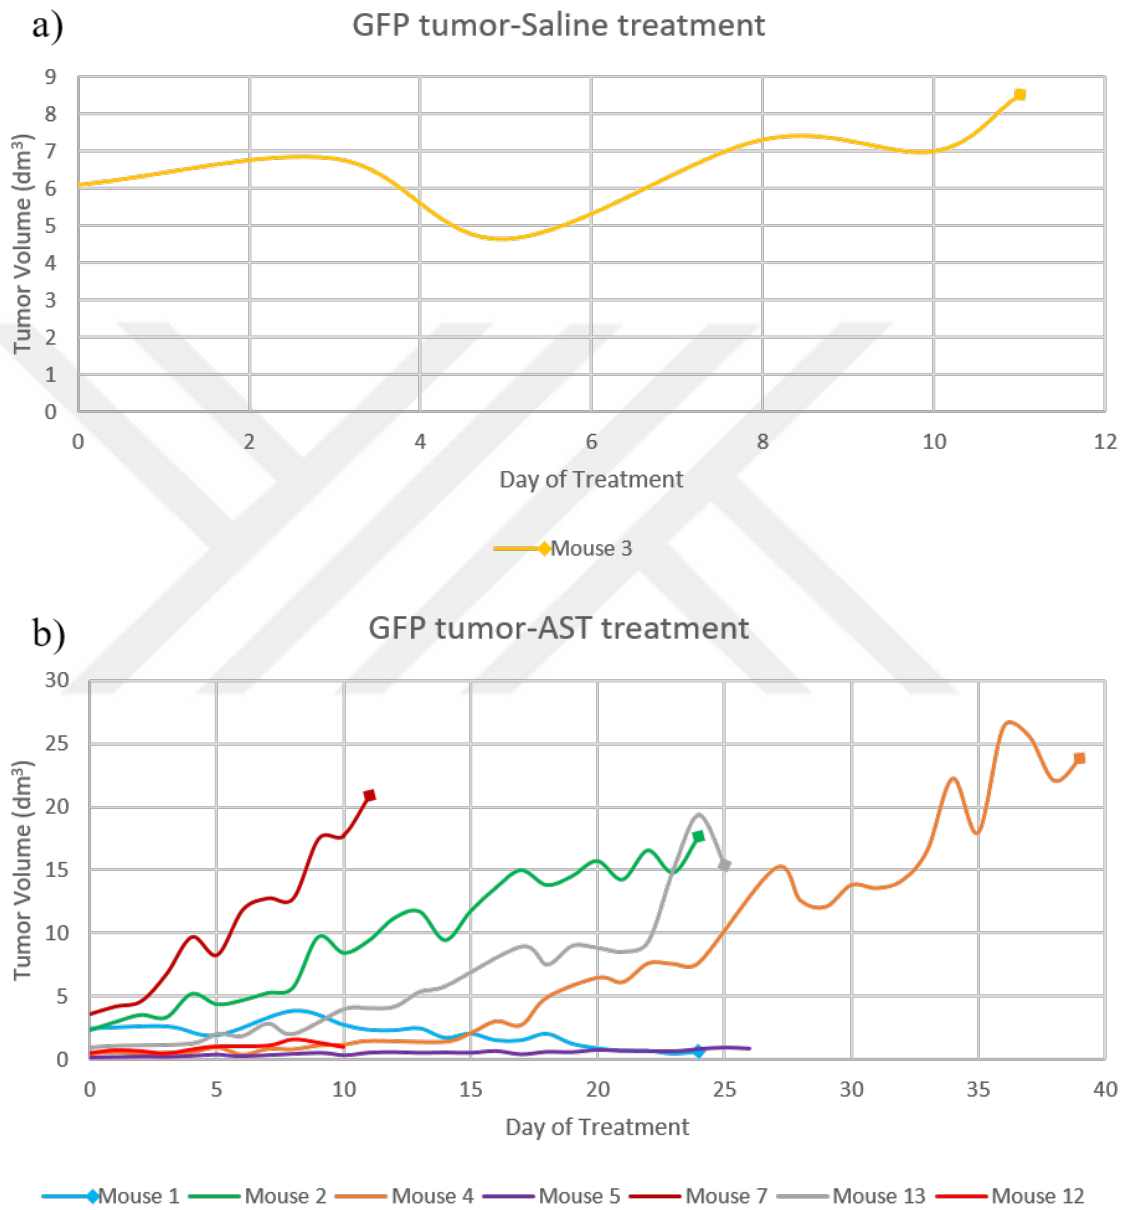 a)
GFP tumor-Saline treatment
9
8
7
6
5
4
3
2
1
0
Tumor Volume (dm³)
0 2 4 6 8 10 12
Day of Treatment
Mouse 3
b)
GFP tumor-AST treatment
30
25
20
15
10
5
0
Tumor Volume (dm³)
0 5 10 15 20 25 30 35 40
Day of Treatment
Mouse 1 Mouse 2 Mouse 4 Mouse 5 Mouse 7 Mouse 13 Mouse 12